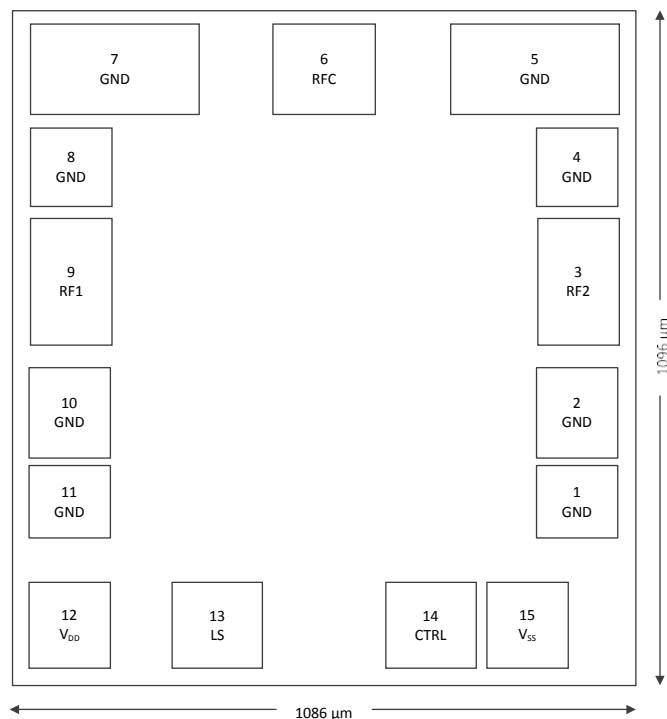 7
GND
6
RFC
5
GND
8
GND
4
GND
9
RF1
3
RF2
1096 µm
10
GND
2
GND
11
GND
1
GND
12
VDD
13
LS
14
CTRL
15
VSS
1086 µm